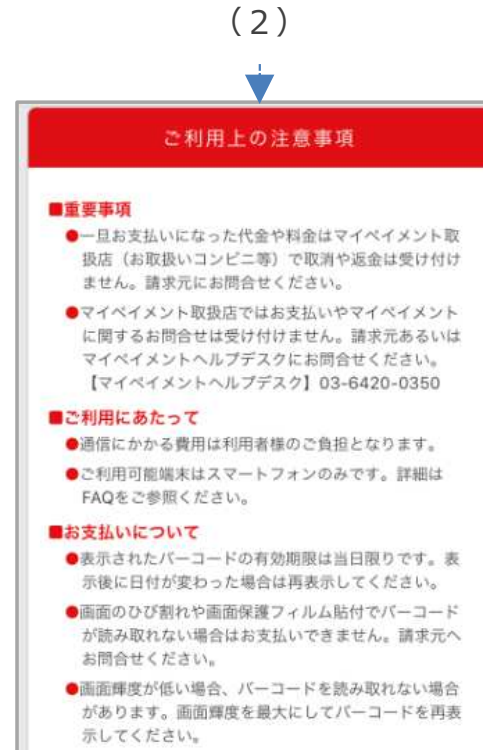 （2）
ご利用上の注意事項
■重要事項
●一旦お支払いになった代金や料金はマイペイメント取
扱店（お取扱いコンビニ等）で取消や返金は受け付け
ません。請求元にお問合せください。
●マイペイメント取扱店ではお支払いやマイペイメント
に関するお問合せは受け付けません。請求元あるいは
マイペイメントヘルプデスクにお問合せください。
【マイペイメントヘルプデスク】03-6420-0350
■ご利用にあたって
●通信にかかる費用は利用者様のご負担となります。
●ご利用可能端末はスマートフォンのみです。詳細は
FAQをご参照ください。
■お支払いについて
●表示されたバーコードの有効期限は当日限りです。表
示後に日付が変わった場合は再表示してください。
●画面のひび割れや画面保護フィルム貼付でバーコード
が読み取れない場合はお支払いできません。請求元へ
お問合せください。
●画面輝度が低い場合、バーコードを読み取れない場合
があります。画面輝度を最大にしてバーコードを再表
示してください。